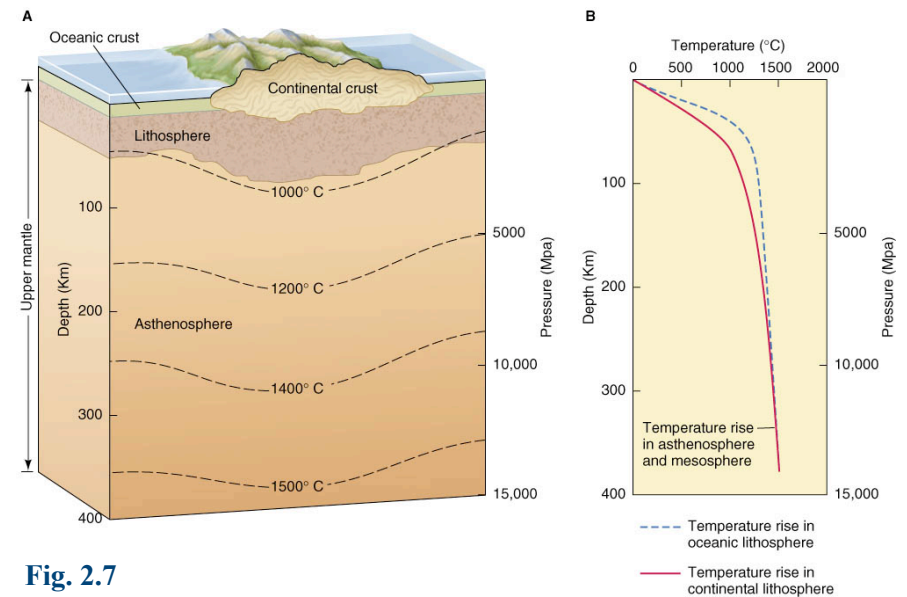 A
Oceanic crust
Continental crust
Lithosphere
1000° C
100
5000
1200° C
200
Asthenosphere
10,000
1400° C
300
1500° C
15,000
400
Upper mantle
Depth (Km)
Pressure (Mpa)
Fig. 2.7
B
Temperature (°C)
0 500 1000 1500 2000
100
5000
200
10,000
300
Temperature rise
in asthenosphere
and mesosphere
400
15,000
Depth (Km)
Pressure (Mpa)
Temperature rise in
oceanic lithosphere
Temperature rise in
continental lithosphere